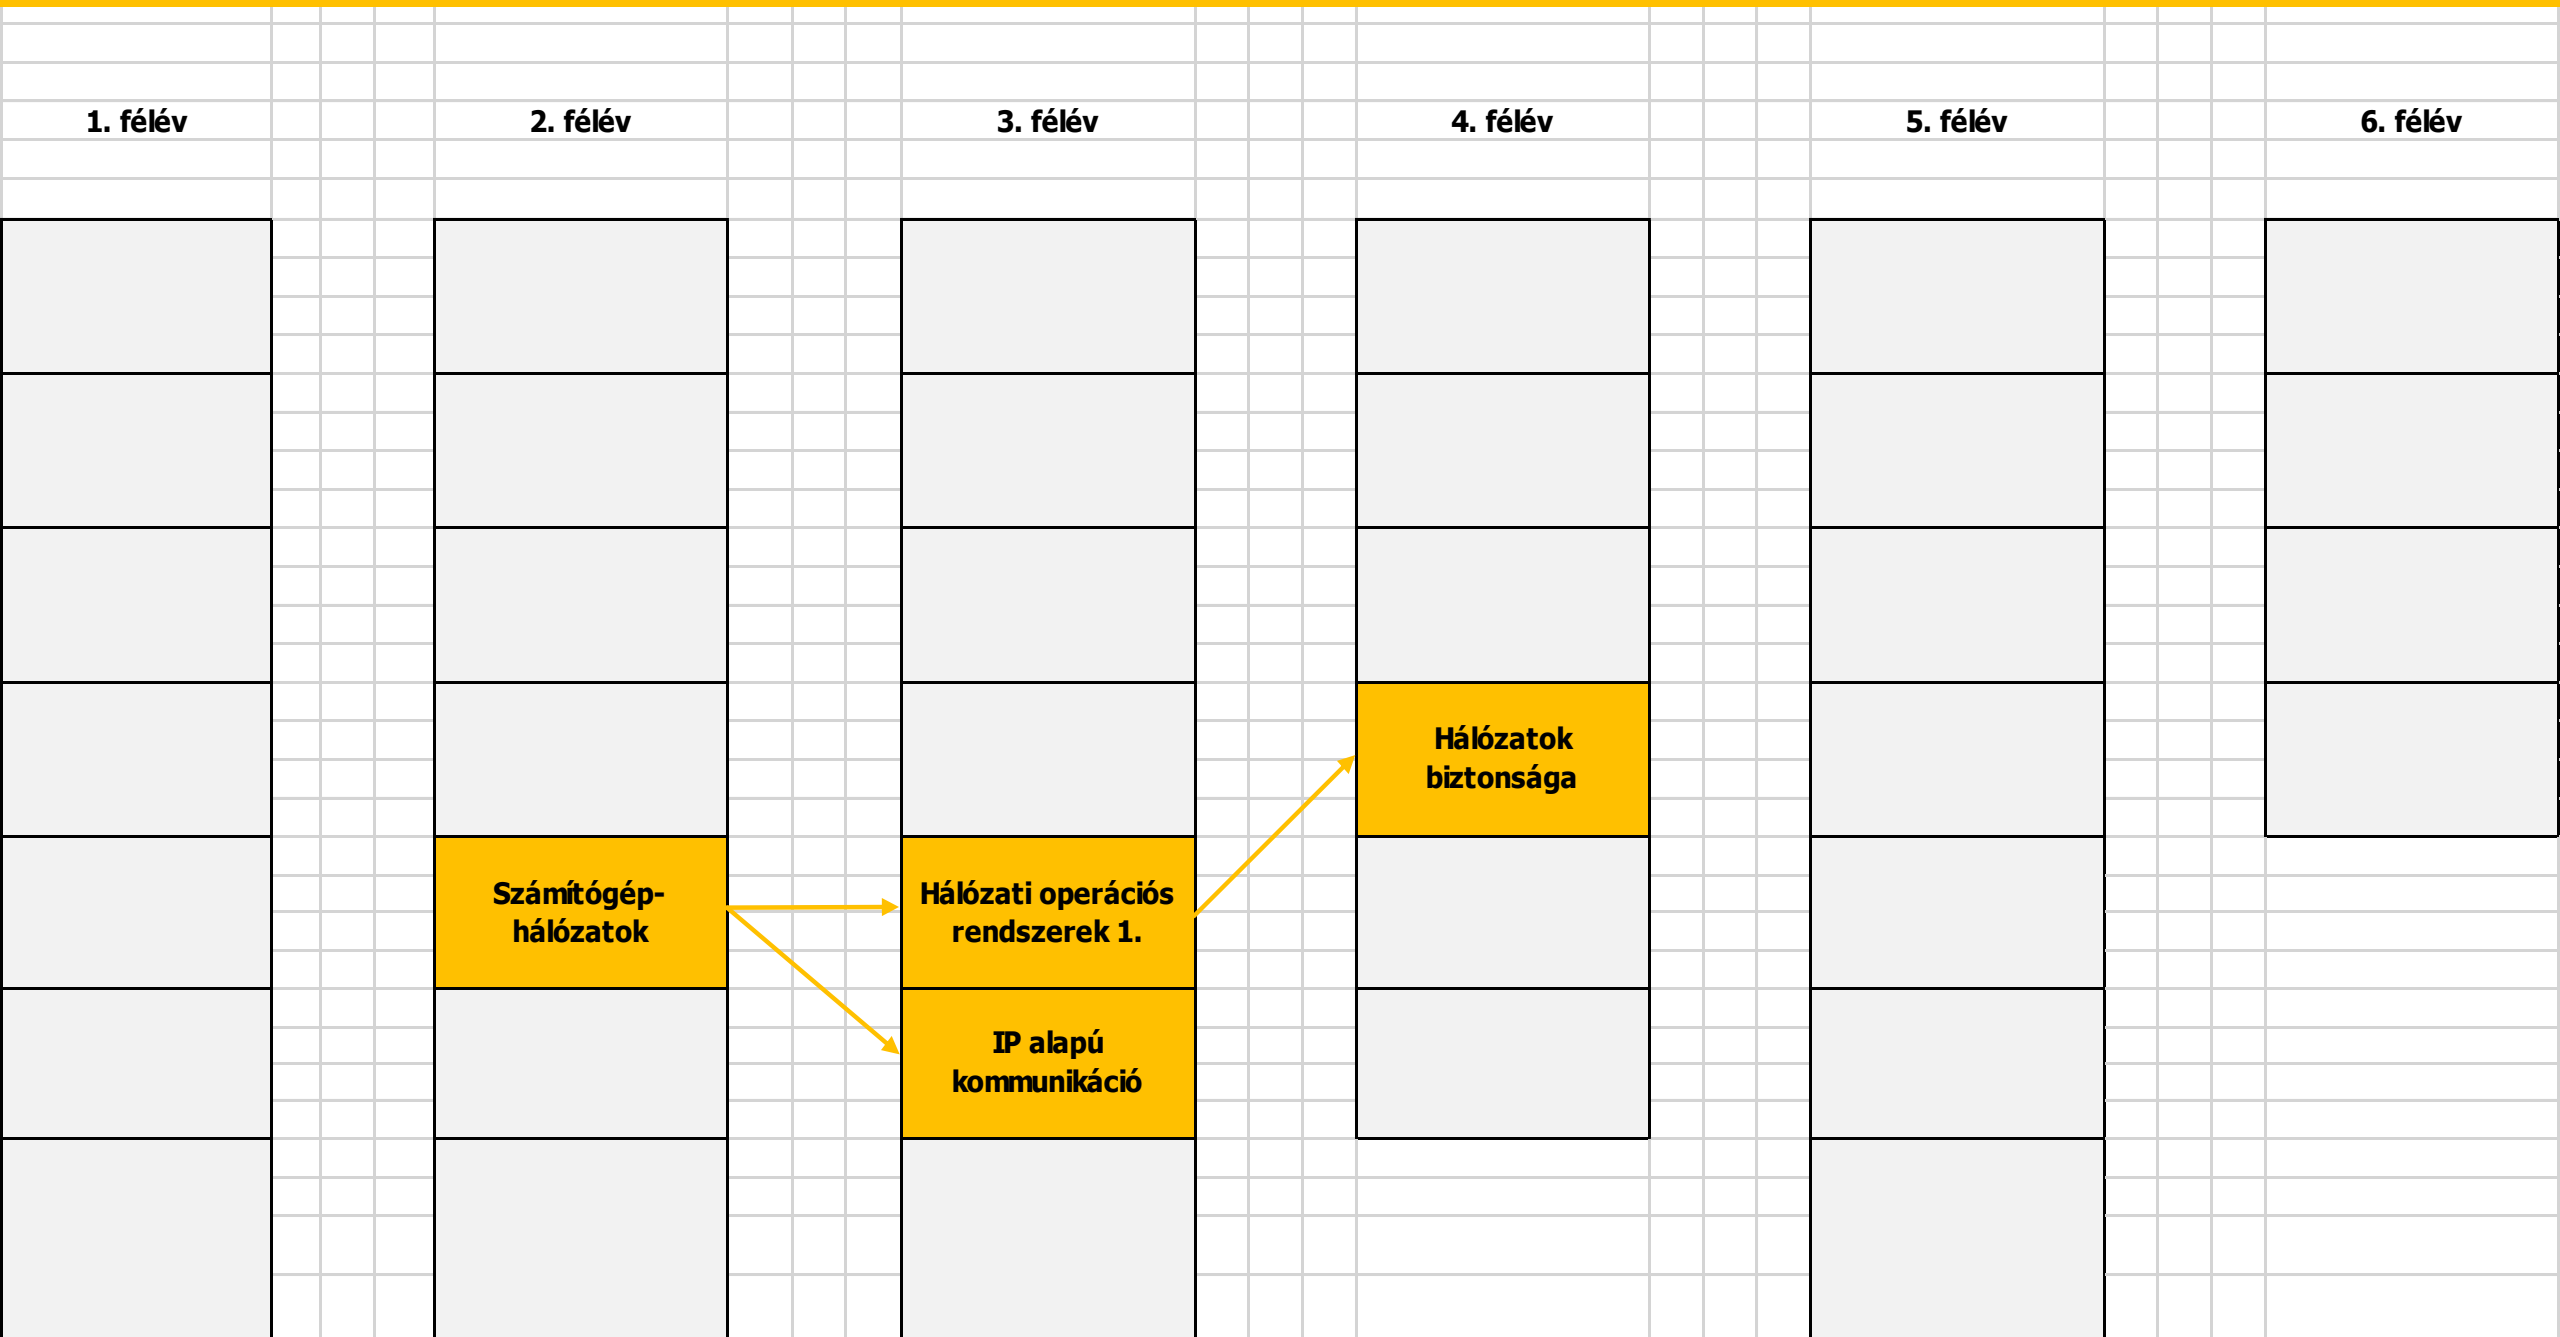 1. félév
2. félév
3. félév
4. félév
5. félév
6. félév
Hálózatok
biztonsága
Számítógép-
hálózatok
Hálózati operációs
rendszerek 1.
IP alapú
kommunikáció